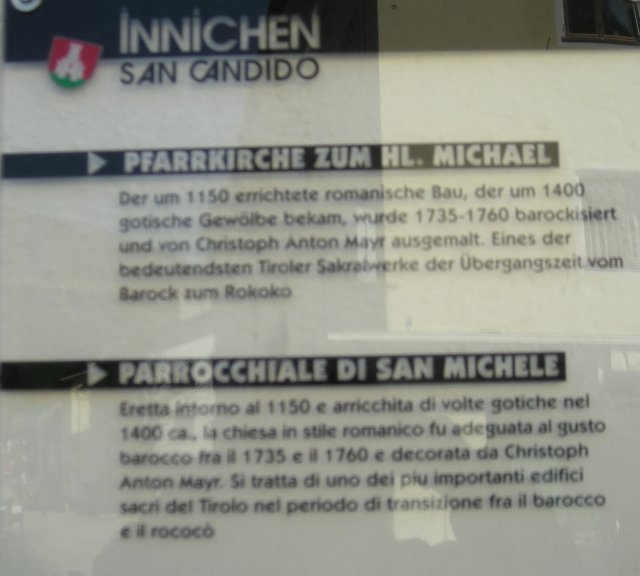 INNICHEN
SAN CANDIDO
PFARRKIRCHE ZUM HL. MICHAEL
Der um 1150 errichtete romanische Bau, der um 1400
gotische Gewölbe bekam, wurde 1735-1760 barockisiert
und von Christoph Anton Mayr ausgemalt. Eines der
bedeutendsten Tiroler Sakralwerke der Übergangszeit vom
Barock zum Rokoko
PARROCCHIALE DI SAN MICHELE
Eretta intorno al 1150 e arricchita di volte gotiche nel
1400 ca., la chiesa in stile romanico fu adeguata al gusto
barocco fra il 1735 e il 1760 e decorata da Christoph
Anton Mayr. Si tratta di uno dei piu importanti edifici
sacri del Tirolo nel periodo di transizione fra il barocco
e il rococò